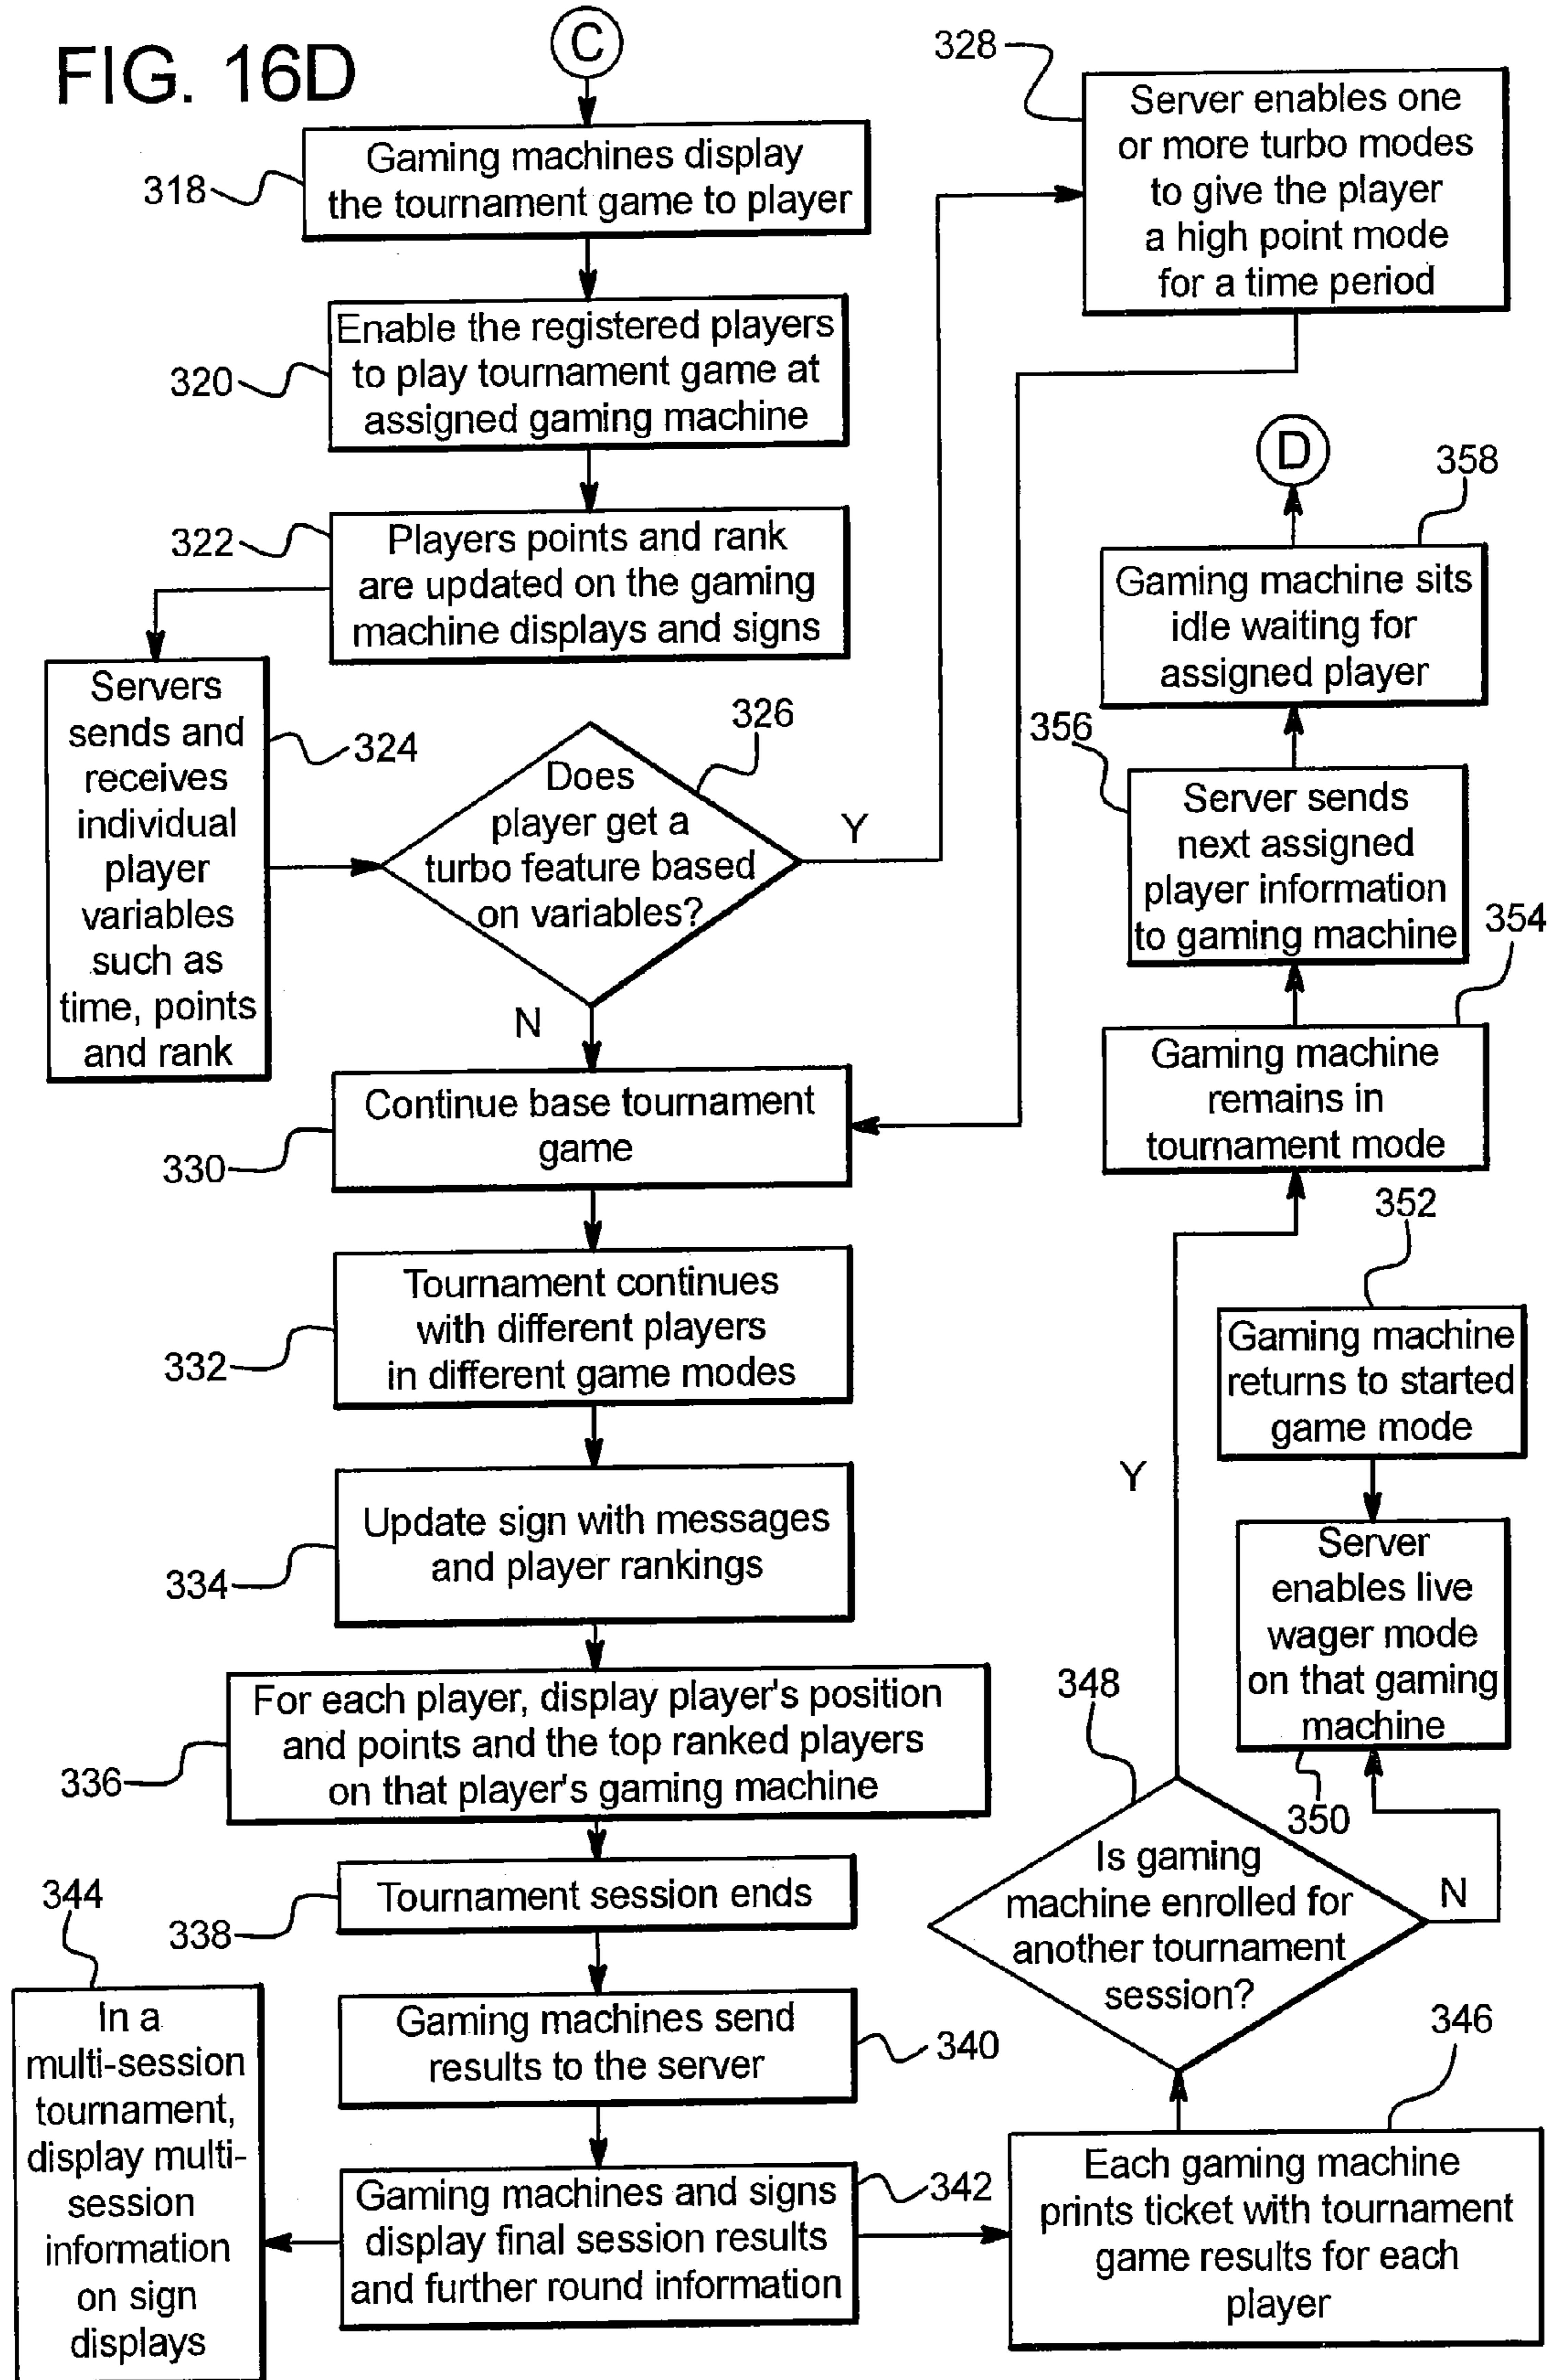 FIG. 16D
C
318
Gaming machines display
the tournament game to player
320
Enable the registered players
to play tournament game at
assigned gaming machine
322
Players points and rank
are updated on the gaming
machine displays and signs
Servers
sends and
receives
individual
player
variables
such as
time, points
and rank
324
326
Does
player get a
turbo feature based
on variables?
Y
N
328
Server enables one
or more turbo modes
to give the player
a high point mode
for a time period
330
Continue base tournament
game
332
Tournament continues
with different players
in different game modes
334
Update sign with messages
and player rankings
336
For each player, display player's position
and points and the top ranked players
on that player's gaming machine
338
Tournament session ends
340
Gaming machines send
results to the server
342
Gaming machines and signs
display final session results
and further round information
344
In a
multi-session
tournament,
display multi-
session
information
on sign
displays
346
Each gaming machine
prints ticket with tournament
game results for each
player
348
Is gaming
machine enrolled for
another tournament
session?
N
Y
350
Server
enables live
wager mode
on that gaming
machine
352
Gaming machine
returns to started
game mode
354
Gaming machine
remains in
tournament mode
356
Server sends
next assigned
player information
to gaming machine
358
Gaming machine sits
idle waiting for
assigned player
D